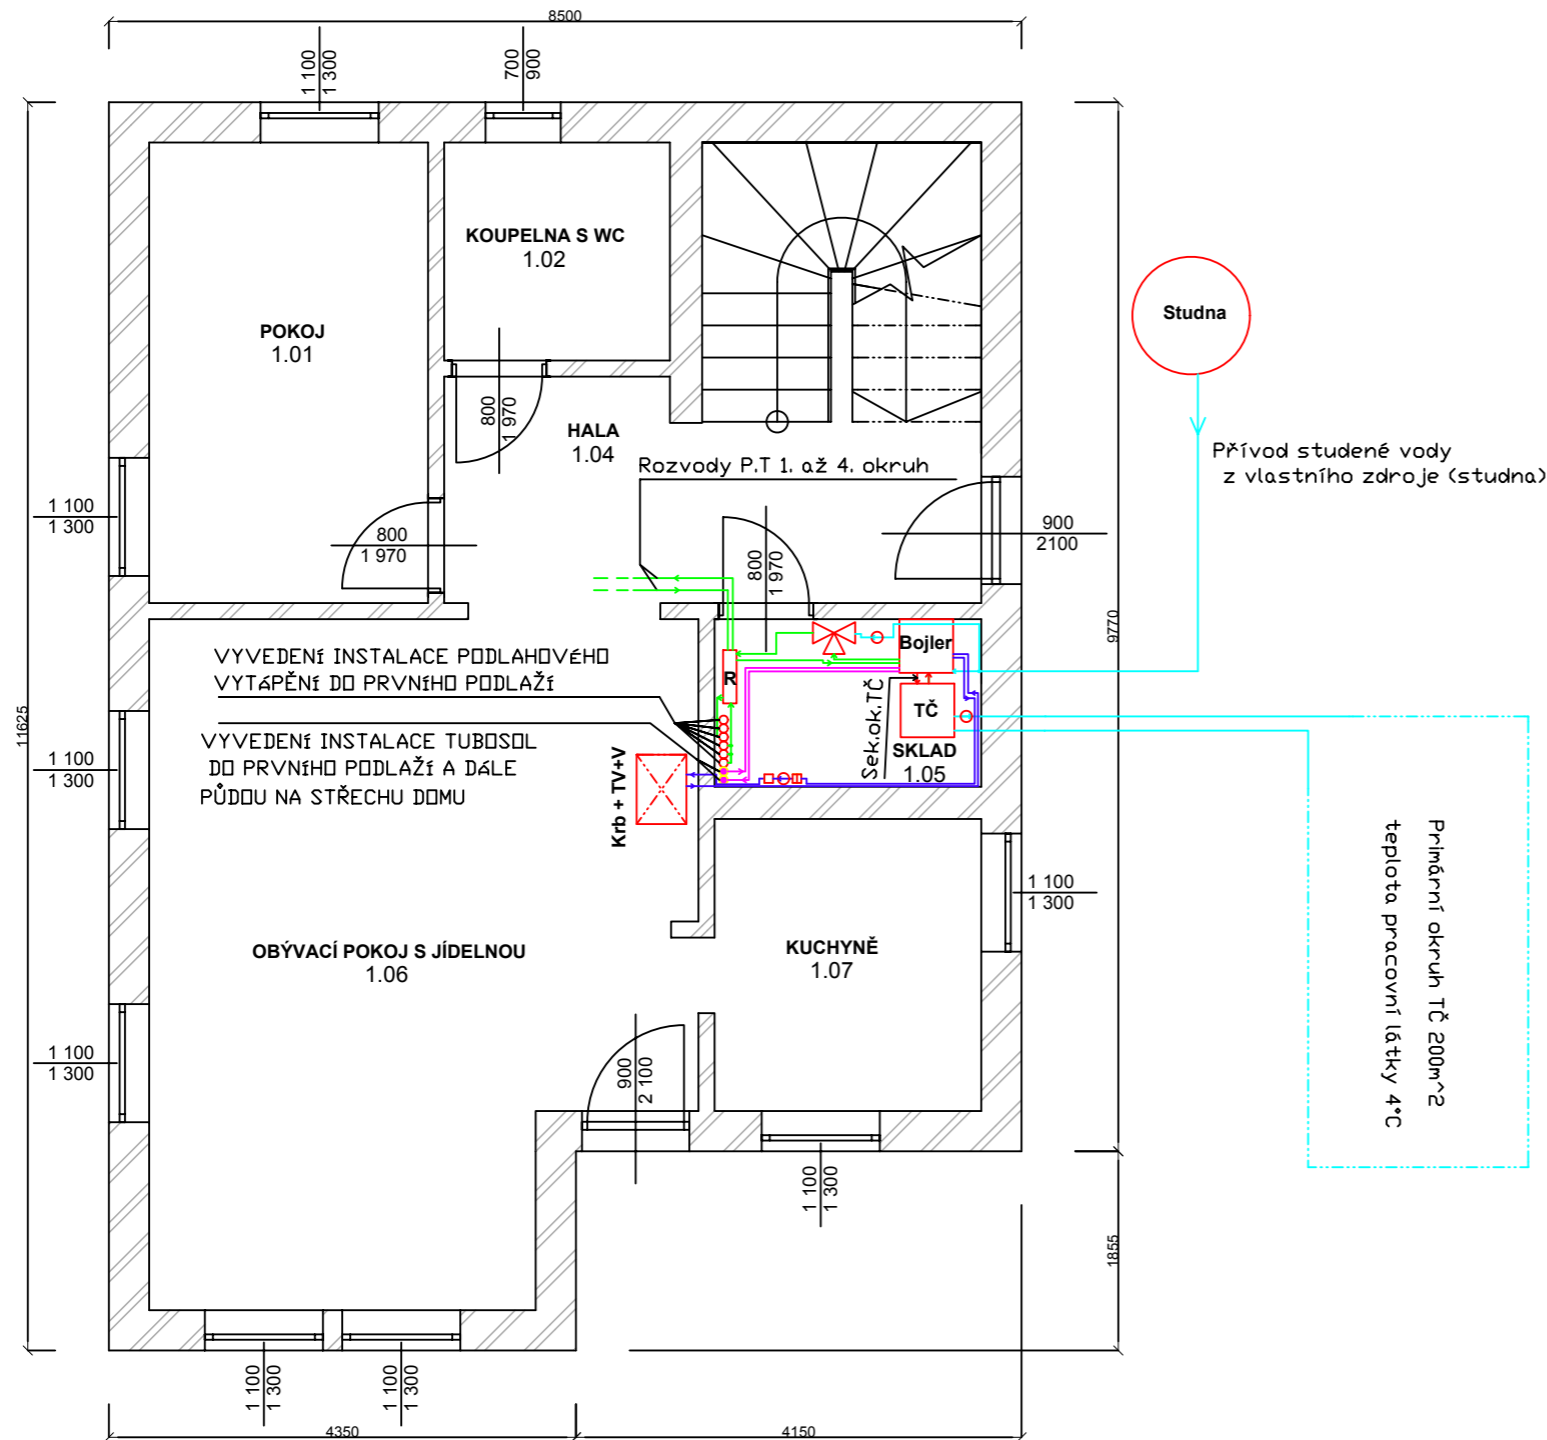 8500
1 100
1 300
700
900
KOUPELNA S WC
1.02
POKOJ
1.01
Studna
800
1 970
HALA
1.04
Rozvody P.T 1. až 4. okruh
Přívod studené vody
z vlastního zdroje (studna)
1 100
1 300
800
1 970
800
1 970
900
2100
9770
11625
VYVEDENí INSTALACE PODLAHOVéHO
VYTáPĚNí DO PRVNíHO PODLAŽí
Bojler
R
TČ
Sek.ok.TČ
SKLAD
1.05
VYVEDENí INSTALACE TUBOSOL
DO PRVNíHO PODLAŽí A DáLE
PŮDOU NA STŘECHU DOMU
Krb + TV+V
1 100
1 300
1 100
1 300
Primární okruh TČ 200m^2
teplota pracovní látky 4°C
OBÝVACÍ POKOJ S JÍDELNOU
1.06
KUCHYNĚ
1.07
1 100
1 300
900
2 100
1 100
1 300
1855
1 100
1 300
1 100
1 300
4350
4150